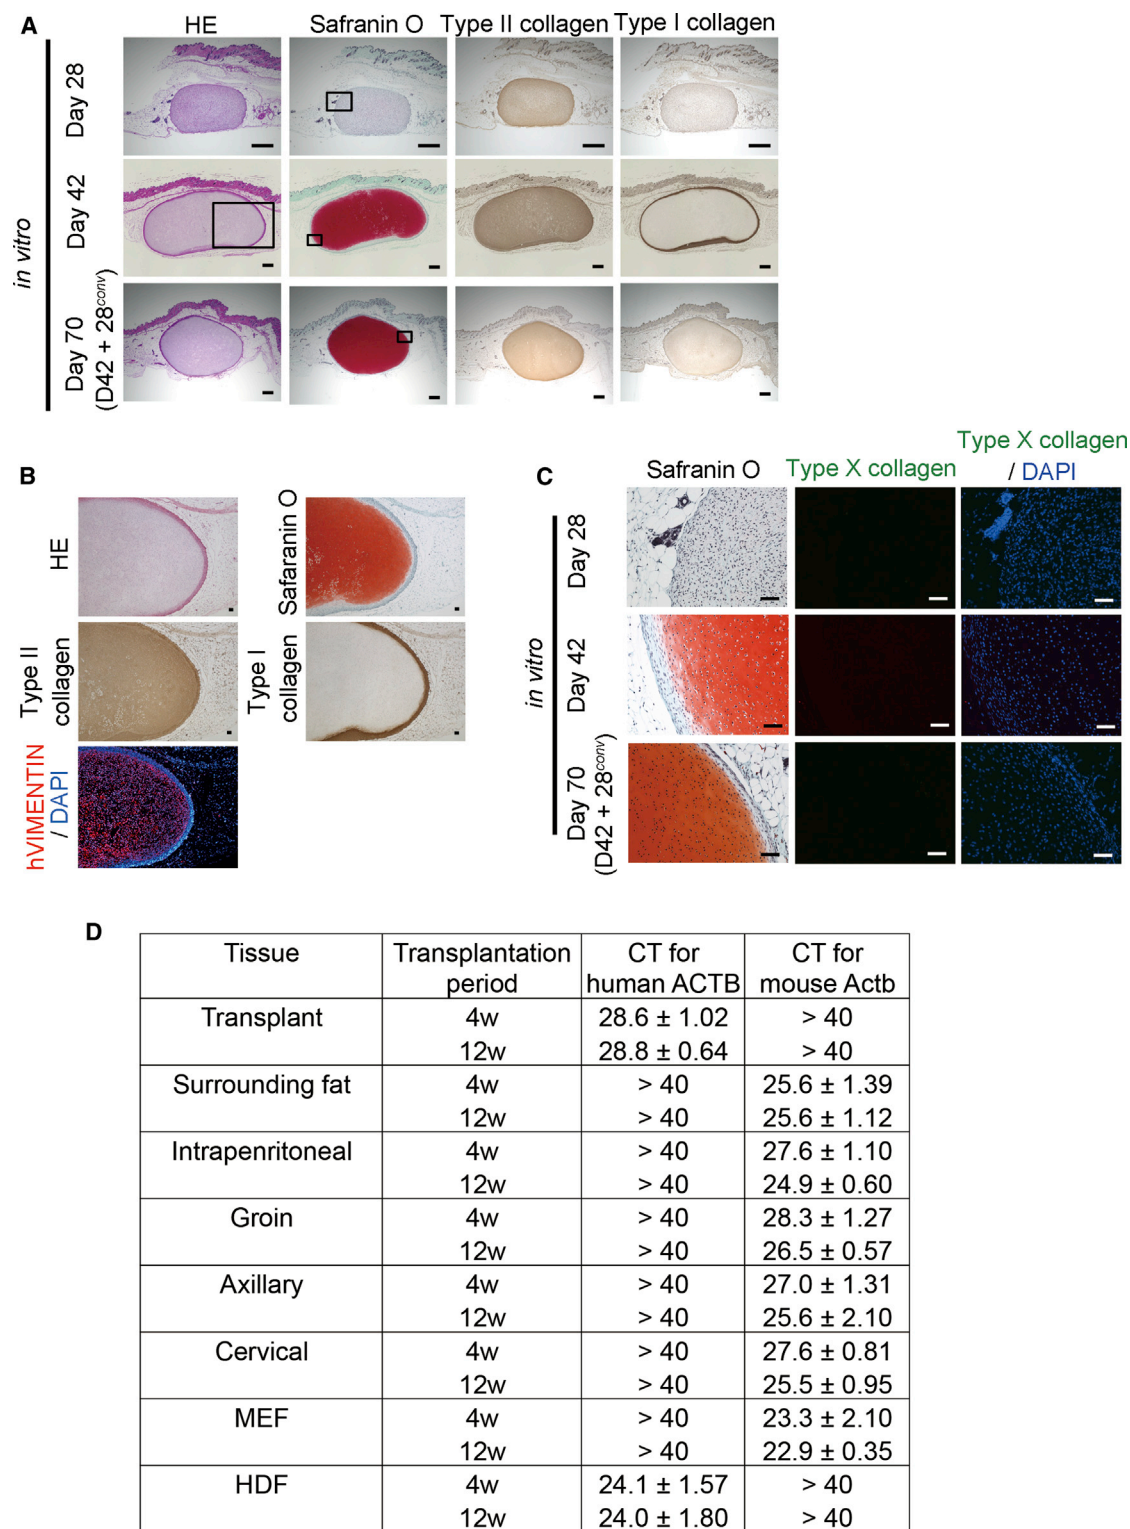 A
HE
Safranin O
Type II collagen
Type I collagen
in vitro
Day 28
Day 42
Day 70
(D42 + 28conv)
B
HE
Safaranin O
Type II
collagen
Type I
collagen
hVIMENTIN
/ DAPI
C
Safranin O
Type X collagen
Type X collagen
/ DAPI
in vitro
Day 28
Day 42
Day 70
(D42 + 28conv)
D
Tissue Transplantation period CT for human ACTB CT for mouse Actb
Transplant 4w 28.6 ± 1.02 > 40
12w 28.8 ± 0.64 > 40
Surrounding fat 4w > 40 25.6 ± 1.39
12w > 40 25.6 ± 1.12
Intrapenritoneal 4w > 40 27.6 ± 1.10
12w > 40 24.9 ± 0.60
Groin 4w > 40 28.3 ± 1.27
12w > 40 26.5 ± 0.57
Axillary 4w > 40 27.0 ± 1.31
12w > 40 25.6 ± 2.10
Cervical 4w > 40 27.6 ± 0.81
12w > 40 25.5 ± 0.95
MEF 4w > 40 23.3 ± 2.10
12w > 40 22.9 ± 0.35
HDF 4w 24.1 ± 1.57 > 40
12w 24.0 ± 1.80 > 40